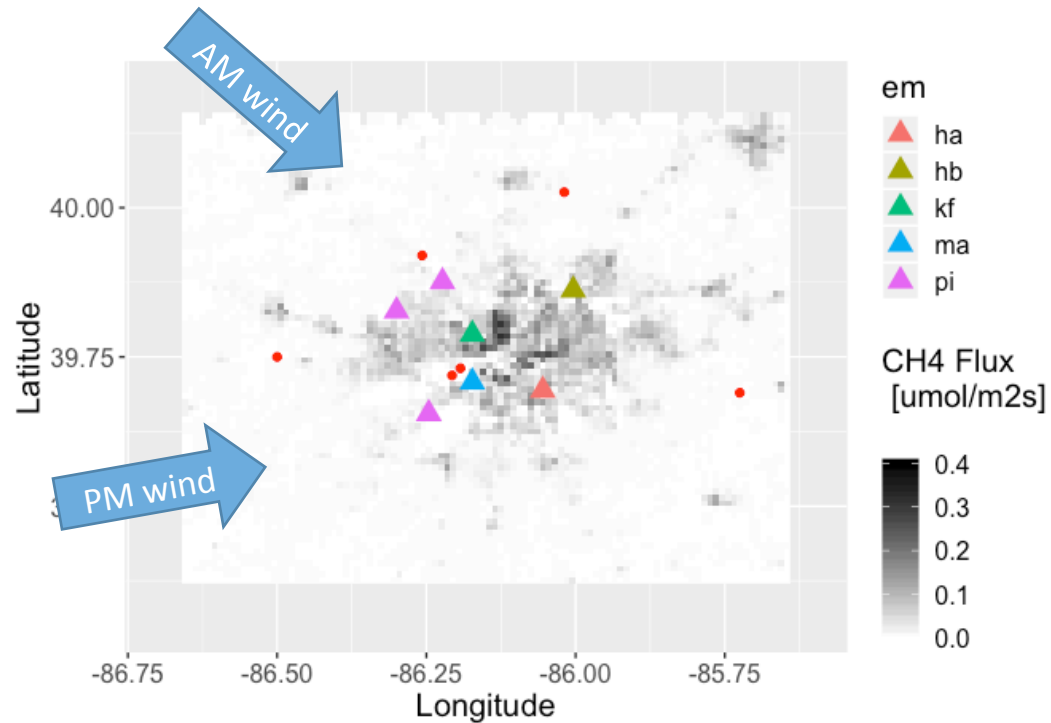 AM wind
em
ha
hb
kf
ma
pi
40.00
39.75
Latitude
PM wind
CH4 Flux
[umol/m2s]
0.4
0.3
0.2
0.1
0.0
-86.75
-86.50
-86.25
-86.00
-85.75
Longitude